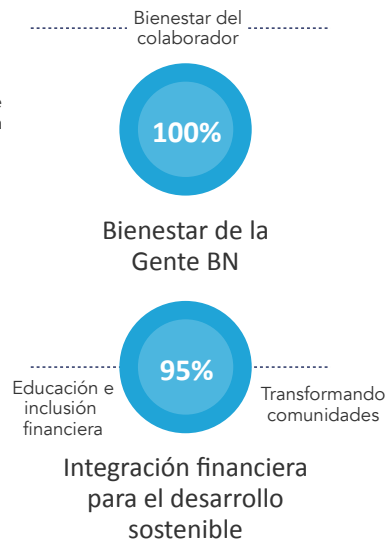 Bienestar del
colaborador
100%
Bienestar de la
Gente BN
95%
Educación e
inclusión
financiera
Transformando
comunidades
Integración financiera
para el desarrollo
sostenible